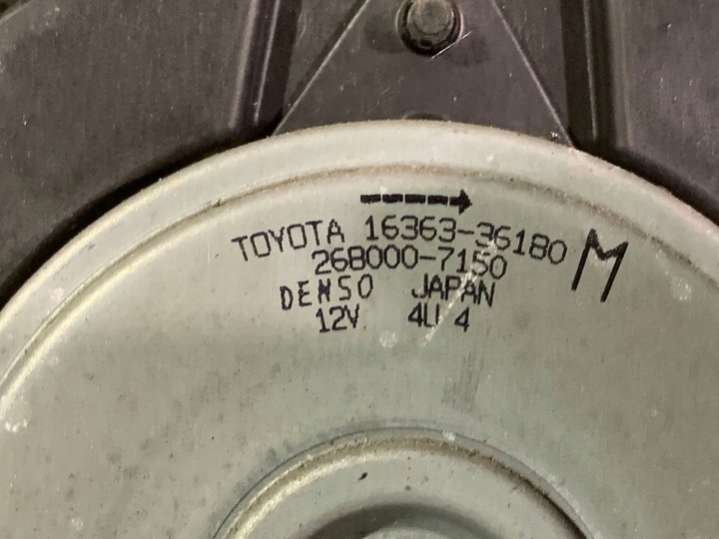 TOYOTA 16363-36180
268000-7150
DENSO JAPAN
12V 4U 4
M